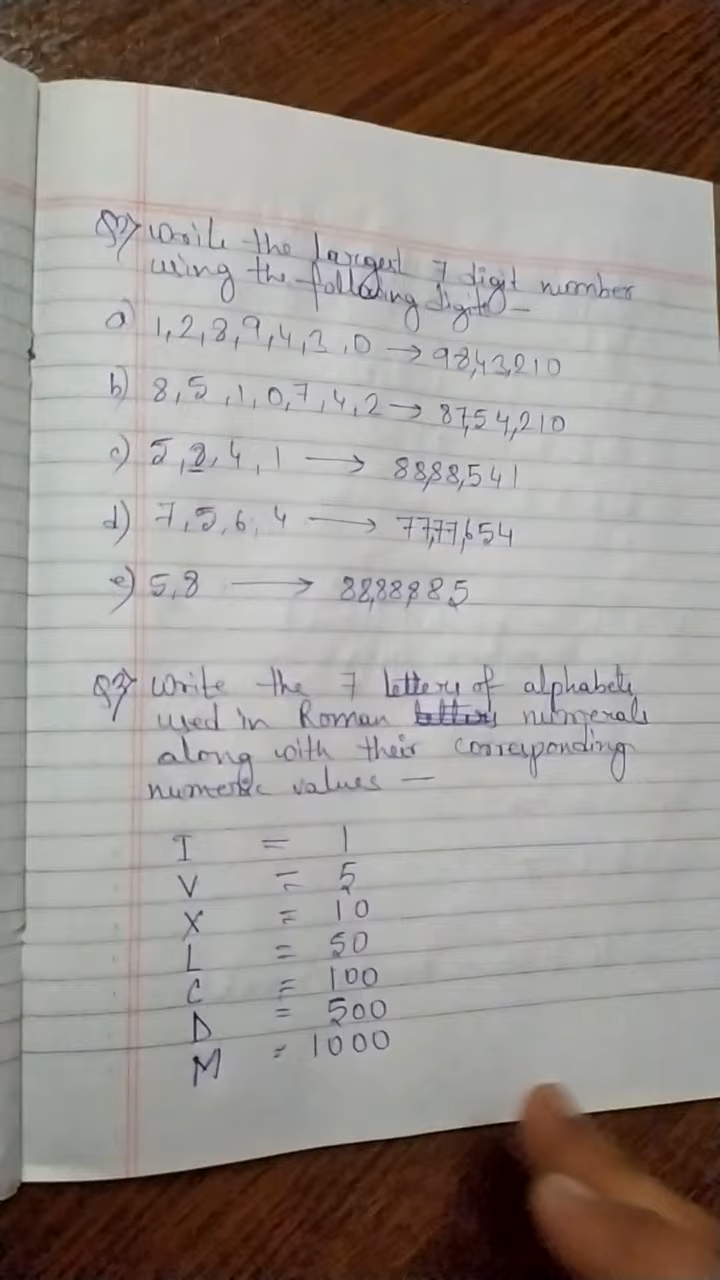 Q2) Write the largest 7 digit number
using the following digits –
a) 1,2,8,9,4,3,0 → 98,43,210
b) 8,5,1,0,7,4,2 → 87,54,210
c) 5,8,4,1 → 88,88,541
d) 7,5,6,4 → 77,77,654
e) 5,8 → 88,88,885
Q3) Write the 7 letters of alphabets
used in Roman letters numerals
along with their corresponding
numeric values —
I = 1
V = 5
X = 10
L = 50
C = 100
D = 500
M = 1000